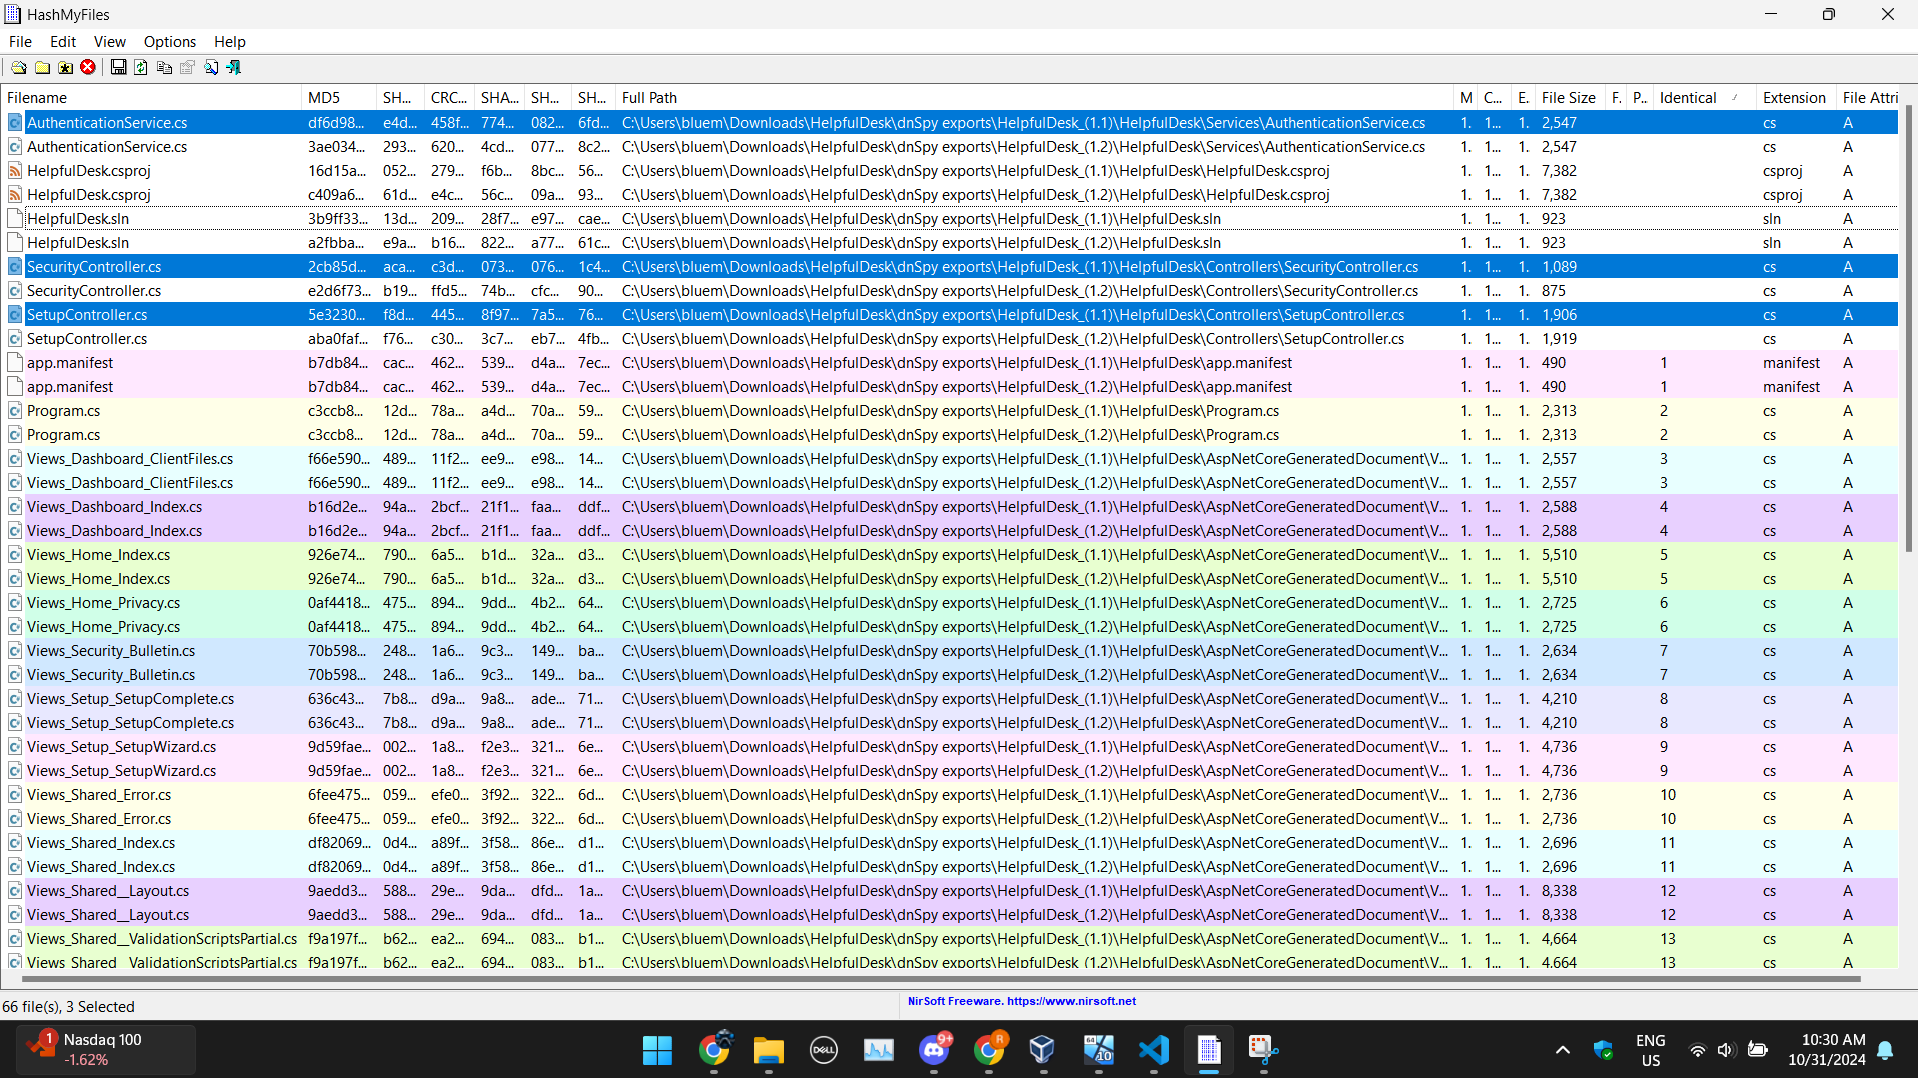 HashMyFiles
File Edit View Options Help
Filename MD5 SH... CRC... SHA... SH... SH... Full Path M C... E. File Size F. P.. Identical Extension File Attri
AuthenticationService.cs df6d98... e4d... 458f... 774... 082... 6fd... C:\Users\bluem\Downloads\HelpfulDesk\dnSpy exports\HelpfulDesk_(1.1)\HelpfulDesk\Services\AuthenticationService.cs 1. 1... 1. 2,547 cs A
AuthenticationService.cs 3ae034... 293... 620... 4cd... 077... 8c2... C:\Users\bluem\Downloads\HelpfulDesk\dnSpy exports\HelpfulDesk_(1.2)\HelpfulDesk\Services\AuthenticationService.cs 1. 1... 1. 2,547 cs A
HelpfulDesk.csproj 16d15a... 052... 279... f6b... 8bc... 56... C:\Users\bluem\Downloads\HelpfulDesk\dnSpy exports\HelpfulDesk_(1.1)\HelpfulDesk\HelpfulDesk.csproj 1. 1... 1. 7,382 csproj A
HelpfulDesk.csproj c409a6... 61d... e4c... 56c... 09a... 93... C:\Users\bluem\Downloads\HelpfulDesk\dnSpy exports\HelpfulDesk_(1.2)\HelpfulDesk\HelpfulDesk.csproj 1. 1... 1. 7,382 csproj A
HelpfulDesk.sln 3b9ff33... 13d... 209... 28f7... e97... cae... C:\Users\bluem\Downloads\HelpfulDesk\dnSpy exports\HelpfulDesk_(1.1)\HelpfulDesk.sln 1. 1... 1. 923 sln A
HelpfulDesk.sln a2fbba... e9a... b16... 822... a77... 61c... C:\Users\bluem\Downloads\HelpfulDesk\dnSpy exports\HelpfulDesk_(1.2)\HelpfulDesk.sln 1. 1... 1. 923 sln A
SecurityController.cs 2cb85d... aca... c3d... 073... 076... 1c4... C:\Users\bluem\Downloads\HelpfulDesk\dnSpy exports\HelpfulDesk_(1.1)\HelpfulDesk\Controllers\SecurityController.cs 1. 1... 1. 1,089 cs A
SecurityController.cs e2d6f73... b19... ffd5... 74b... cfc... 90... C:\Users\bluem\Downloads\HelpfulDesk\dnSpy exports\HelpfulDesk_(1.2)\HelpfulDesk\Controllers\SecurityController.cs 1. 1... 1. 875 cs A
SetupController.cs 5e3230... f8d... 445... 8f97... 7a5... 76... C:\Users\bluem\Downloads\HelpfulDesk\dnSpy exports\HelpfulDesk_(1.1)\HelpfulDesk\Controllers\SetupController.cs 1. 1... 1. 1,906 cs A
SetupController.cs aba0faf... f76... c30... 3c7... eb7... 4fb... C:\Users\bluem\Downloads\HelpfulDesk\dnSpy exports\HelpfulDesk_(1.2)\HelpfulDesk\Controllers\SetupController.cs 1. 1... 1. 1,919 cs A
app.manifest b7db84... cac... 462... 539... d4a... 7ec... C:\Users\bluem\Downloads\HelpfulDesk\dnSpy exports\HelpfulDesk_(1.1)\HelpfulDesk\app.manifest 1. 1... 1. 490 1 manifest A
app.manifest b7db84... cac... 462... 539... d4a... 7ec... C:\Users\bluem\Downloads\HelpfulDesk\dnSpy exports\HelpfulDesk_(1.2)\HelpfulDesk\app.manifest 1. 1... 1. 490 1 manifest A
Program.cs c3ccb8... 12d... 78a... a4d... 70a... 59... C:\Users\bluem\Downloads\HelpfulDesk\dnSpy exports\HelpfulDesk_(1.1)\HelpfulDesk\Program.cs 1. 1... 1. 2,313 2 cs A
Program.cs c3ccb8... 12d... 78a... a4d... 70a... 59... C:\Users\bluem\Downloads\HelpfulDesk\dnSpy exports\HelpfulDesk_(1.2)\HelpfulDesk\Program.cs 1. 1... 1. 2,313 2 cs A
Views_Dashboard_ClientFiles.cs f66e590... 489... 11f2... ee9... e98... 14... C:\Users\bluem\Downloads\HelpfulDesk\dnSpy exports\HelpfulDesk_(1.1)\HelpfulDesk\AspNetCoreGeneratedDocument\V... 1. 1... 1. 2,557 3 cs A
Views_Dashboard_ClientFiles.cs f66e590... 489... 11f2... ee9... e98... 14... C:\Users\bluem\Downloads\HelpfulDesk\dnSpy exports\HelpfulDesk_(1.2)\HelpfulDesk\AspNetCoreGeneratedDocument\V... 1. 1... 1. 2,557 3 cs A
Views_Dashboard_Index.cs b16d2e... 94a... 2bcf... 21f1... faa... ddf... C:\Users\bluem\Downloads\HelpfulDesk\dnSpy exports\HelpfulDesk_(1.1)\HelpfulDesk\AspNetCoreGeneratedDocument\V... 1. 1... 1. 2,588 4 cs A
Views_Dashboard_Index.cs b16d2e... 94a... 2bcf... 21f1... faa... ddf... C:\Users\bluem\Downloads\HelpfulDesk\dnSpy exports\HelpfulDesk_(1.2)\HelpfulDesk\AspNetCoreGeneratedDocument\V... 1. 1... 1. 2,588 4 cs A
Views_Home_Index.cs 926e74... 790... 6a5... b1d... 32a... d3... C:\Users\bluem\Downloads\HelpfulDesk\dnSpy exports\HelpfulDesk_(1.1)\HelpfulDesk\AspNetCoreGeneratedDocument\V... 1. 1... 1. 5,510 5 cs A
Views_Home_Index.cs 926e74... 790... 6a5... b1d... 32a... d3... C:\Users\bluem\Downloads\HelpfulDesk\dnSpy exports\HelpfulDesk_(1.2)\HelpfulDesk\AspNetCoreGeneratedDocument\V... 1. 1... 1. 5,510 5 cs A
Views_Home_Privacy.cs 0af4418... 475... 894... 9dd... 4b2... 64... C:\Users\bluem\Downloads\HelpfulDesk\dnSpy exports\HelpfulDesk_(1.1)\HelpfulDesk\AspNetCoreGeneratedDocument\V... 1. 1... 1. 2,725 6 cs A
Views_Home_Privacy.cs 0af4418... 475... 894... 9dd... 4b2... 64... C:\Users\bluem\Downloads\HelpfulDesk\dnSpy exports\HelpfulDesk_(1.2)\HelpfulDesk\AspNetCoreGeneratedDocument\V... 1. 1... 1. 2,725 6 cs A
Views_Security_Bulletin.cs 70b598... 248... 1a6... 9c3... 149... ba... C:\Users\bluem\Downloads\HelpfulDesk\dnSpy exports\HelpfulDesk_(1.1)\HelpfulDesk\AspNetCoreGeneratedDocument\V... 1. 1... 1. 2,634 7 cs A
Views_Security_Bulletin.cs 70b598... 248... 1a6... 9c3... 149... ba... C:\Users\bluem\Downloads\HelpfulDesk\dnSpy exports\HelpfulDesk_(1.2)\HelpfulDesk\AspNetCoreGeneratedDocument\V... 1. 1... 1. 2,634 7 cs A
Views_Setup_SetupComplete.cs 636c43... 7b8... d9a... 9a8... ade... 71... C:\Users\bluem\Downloads\HelpfulDesk\dnSpy exports\HelpfulDesk_(1.1)\HelpfulDesk\AspNetCoreGeneratedDocument\V... 1. 1... 1. 4,210 8 cs A
Views_Setup_SetupComplete.cs 636c43... 7b8... d9a... 9a8... ade... 71... C:\Users\bluem\Downloads\HelpfulDesk\dnSpy exports\HelpfulDesk_(1.2)\HelpfulDesk\AspNetCoreGeneratedDocument\V... 1. 1... 1. 4,210 8 cs A
Views_Setup_SetupWizard.cs 9d59fae... 002... 1a8... f2e3... 321... 6e... C:\Users\bluem\Downloads\HelpfulDesk\dnSpy exports\HelpfulDesk_(1.1)\HelpfulDesk\AspNetCoreGeneratedDocument\V... 1. 1... 1. 4,736 9 cs A
Views_Setup_SetupWizard.cs 9d59fae... 002... 1a8... f2e3... 321... 6e... C:\Users\bluem\Downloads\HelpfulDesk\dnSpy exports\HelpfulDesk_(1.2)\HelpfulDesk\AspNetCoreGeneratedDocument\V... 1. 1... 1. 4,736 9 cs A
Views_Shared_Error.cs 6fee475... 059... efe0... 3f92... 322... 6d... C:\Users\bluem\Downloads\HelpfulDesk\dnSpy exports\HelpfulDesk_(1.1)\HelpfulDesk\AspNetCoreGeneratedDocument\V... 1. 1... 1. 2,736 10 cs A
Views_Shared_Error.cs 6fee475... 059... efe0... 3f92... 322... 6d... C:\Users\bluem\Downloads\HelpfulDesk\dnSpy exports\HelpfulDesk_(1.2)\HelpfulDesk\AspNetCoreGeneratedDocument\V... 1. 1... 1. 2,736 10 cs A
Views_Shared_Index.cs df82069... 0d4... a89f... 3f58... 86e... d1... C:\Users\bluem\Downloads\HelpfulDesk\dnSpy exports\HelpfulDesk_(1.1)\HelpfulDesk\AspNetCoreGeneratedDocument\V... 1. 1... 1. 2,696 11 cs A
Views_Shared_Index.cs df82069... 0d4... a89f... 3f58... 86e... d1... C:\Users\bluem\Downloads\HelpfulDesk\dnSpy exports\HelpfulDesk_(1.2)\HelpfulDesk\AspNetCoreGeneratedDocument\V... 1. 1... 1. 2,696 11 cs A
Views_Shared__Layout.cs 9aedd3... 588... 29e... 9da... dfd... 1a... C:\Users\bluem\Downloads\HelpfulDesk\dnSpy exports\HelpfulDesk_(1.1)\HelpfulDesk\AspNetCoreGeneratedDocument\V... 1. 1... 1. 8,338 12 cs A
Views_Shared__Layout.cs 9aedd3... 588... 29e... 9da... dfd... 1a... C:\Users\bluem\Downloads\HelpfulDesk\dnSpy exports\HelpfulDesk_(1.2)\HelpfulDesk\AspNetCoreGeneratedDocument\V... 1. 1... 1. 8,338 12 cs A
Views_Shared__ValidationScriptsPartial.cs f9a197f... b62... ea2... 694... 083... b1... C:\Users\bluem\Downloads\HelpfulDesk\dnSpy exports\HelpfulDesk_(1.1)\HelpfulDesk\AspNetCoreGeneratedDocument\V... 1. 1... 1. 4,664 13 cs A
Views_Shared__ValidationScriptsPartial.cs f9a197f... b62... ea2... 694... 083... b1... C:\Users\bluem\Downloads\HelpfulDesk\dnSpy exports\HelpfulDesk_(1.2)\HelpfulDesk\AspNetCoreGeneratedDocument\V... 1. 1... 1. 4,664 13 cs A
66 file(s), 3 Selected NirSoft Freeware. https://www.nirsoft.net
1 Nasdaq 100
-1.62%
DELL 9+ R 64 10
ENG
US
10:30 AM
10/31/2024